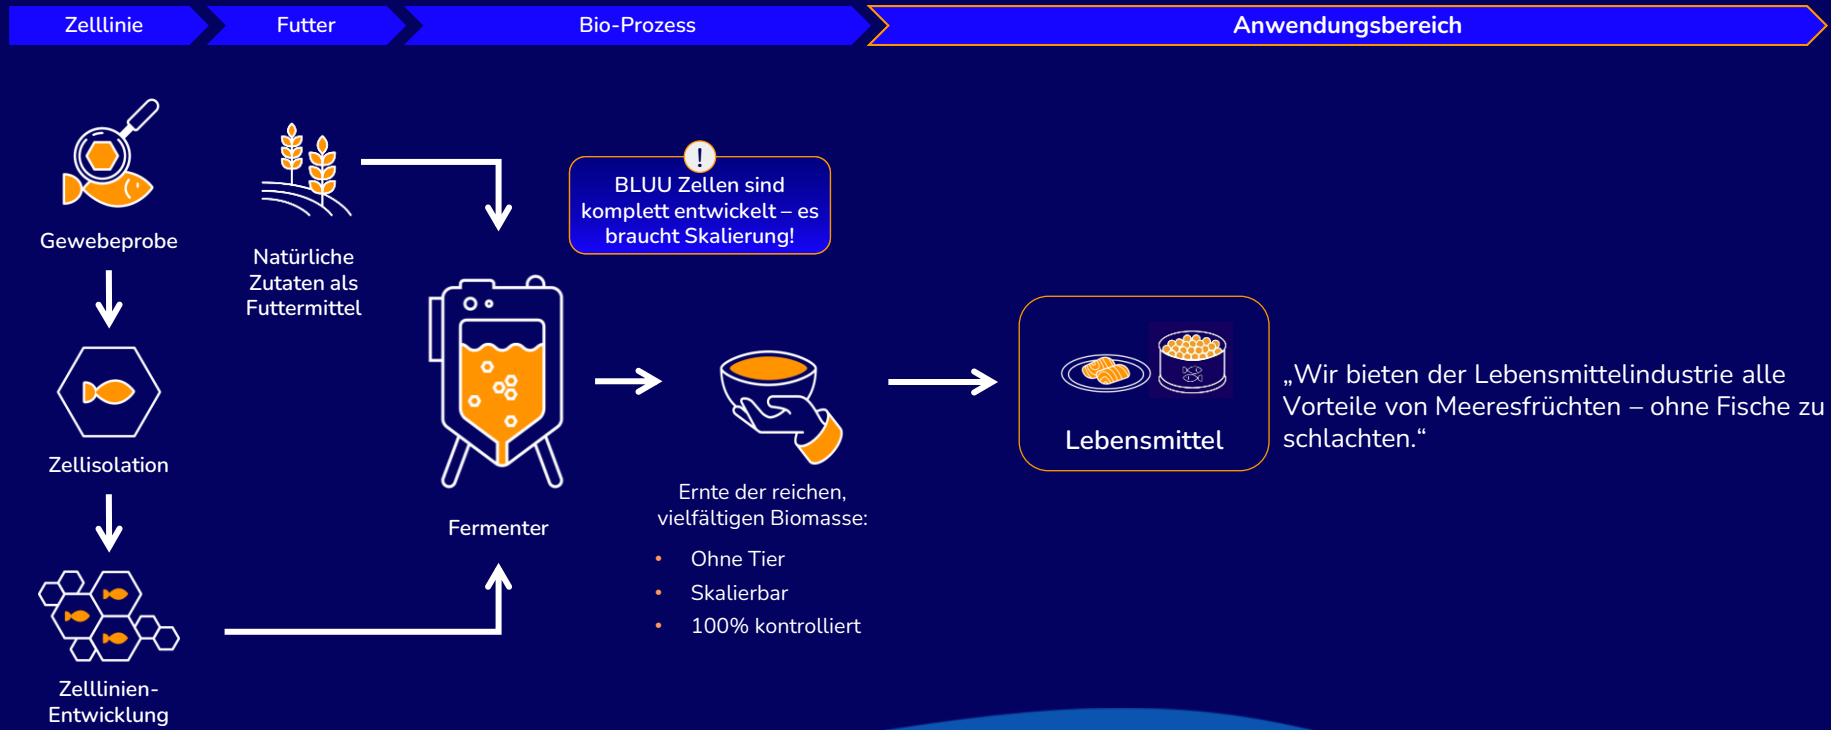 Zelllinie
Futter
Bio-Prozess
Anwendungsbereich
Gewebeprobe
Zellisolation
Zelllinien-
Entwicklung
Natürliche
Zutaten als
Futtermittel
!
BLUU Zellen sind
komplett entwickelt – es
braucht Skalierung!
Fermenter
Ernte der reichen,
vielfältigen Biomasse:
• Ohne Tier
• Skalierbar
• 100% kontrolliert
Lebensmittel
„Wir bieten der Lebensmittelindustrie alle
Vorteile von Meeresfrüchten – ohne Fische zu
schlachten.“